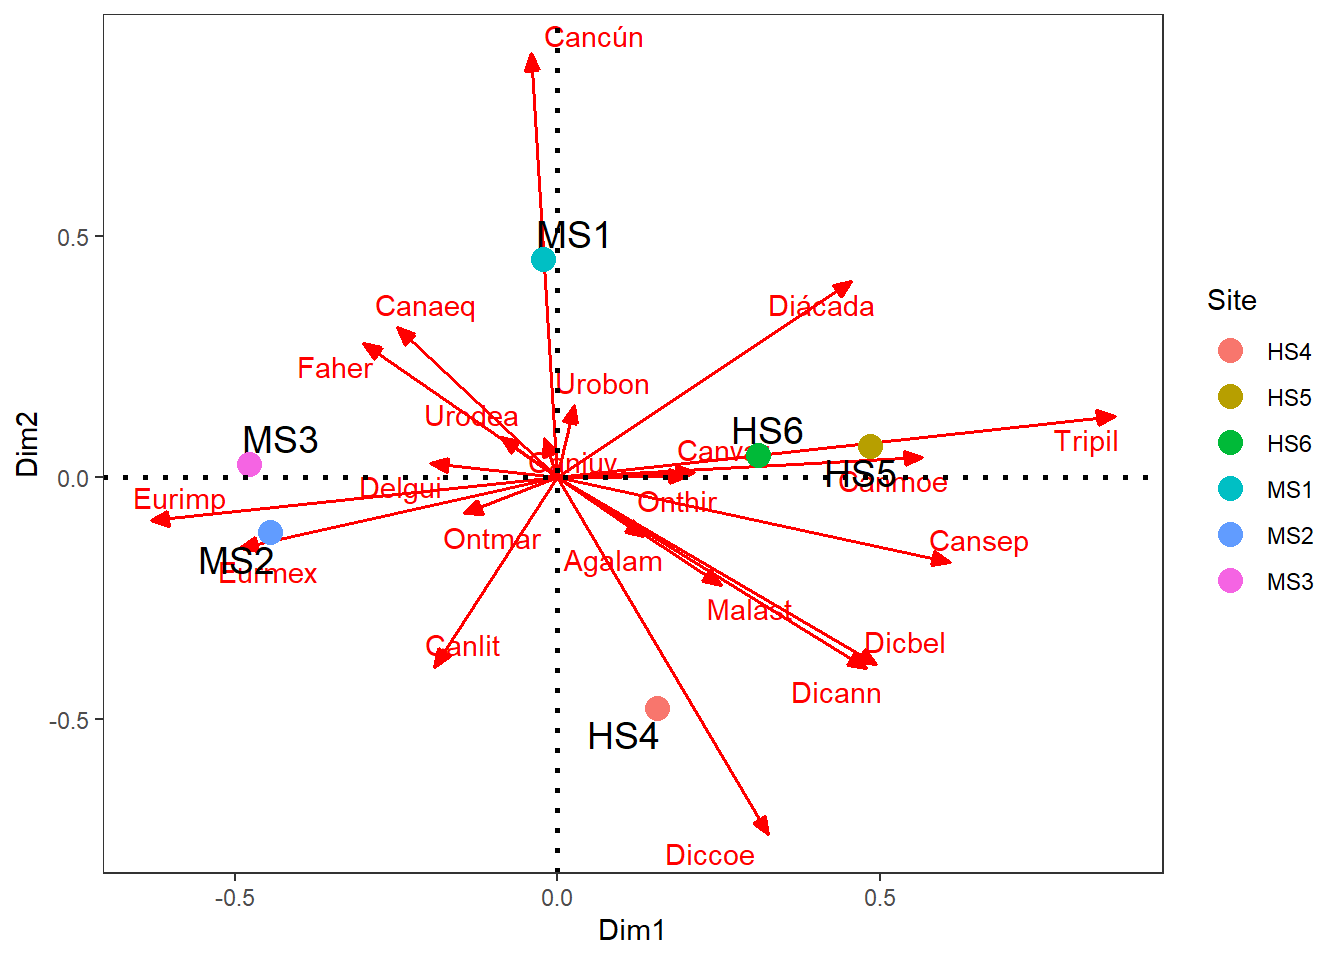 Cancún
MS1
0.5
Canaeq
Diácada
Faher
Urobon
Urodea
MS3
HS6
Tripil
Canjuv
HS5
0.0
Delgui
Eurimp
Onthir
Ontmar
Cansep
MS2
Eurmex
Agalam
Malast
Canlit
Dicbel
Dicann
-0.5
HS4
Diccoe
-0.5
0.0
0.5
Dim1
Dim2
Site
HS4
HS5
HS6
MS1
MS2
MS3